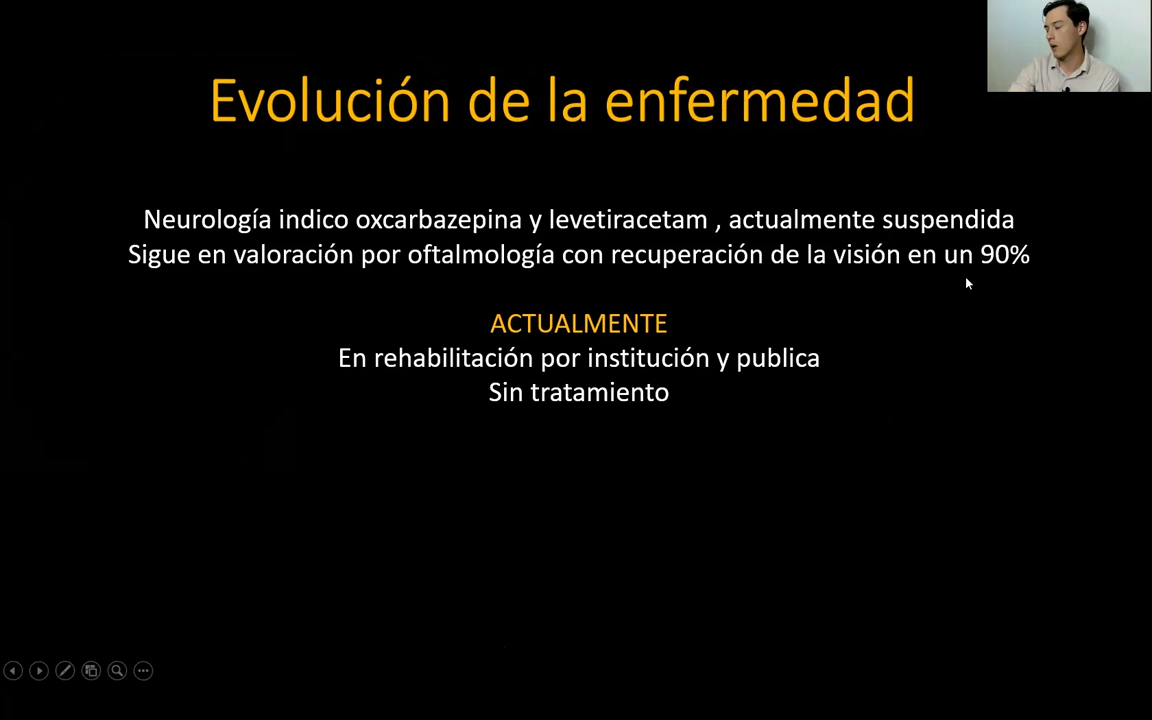 Evolución de la enfermedad
Neurología indico oxcarbazepina y levetiracetam , actualmente suspendida
Sigue en valoración por oftalmología con recuperación de la visión en un 90%
ACTUALMENTE
En rehabilitación por institución y publica
Sin tratamiento